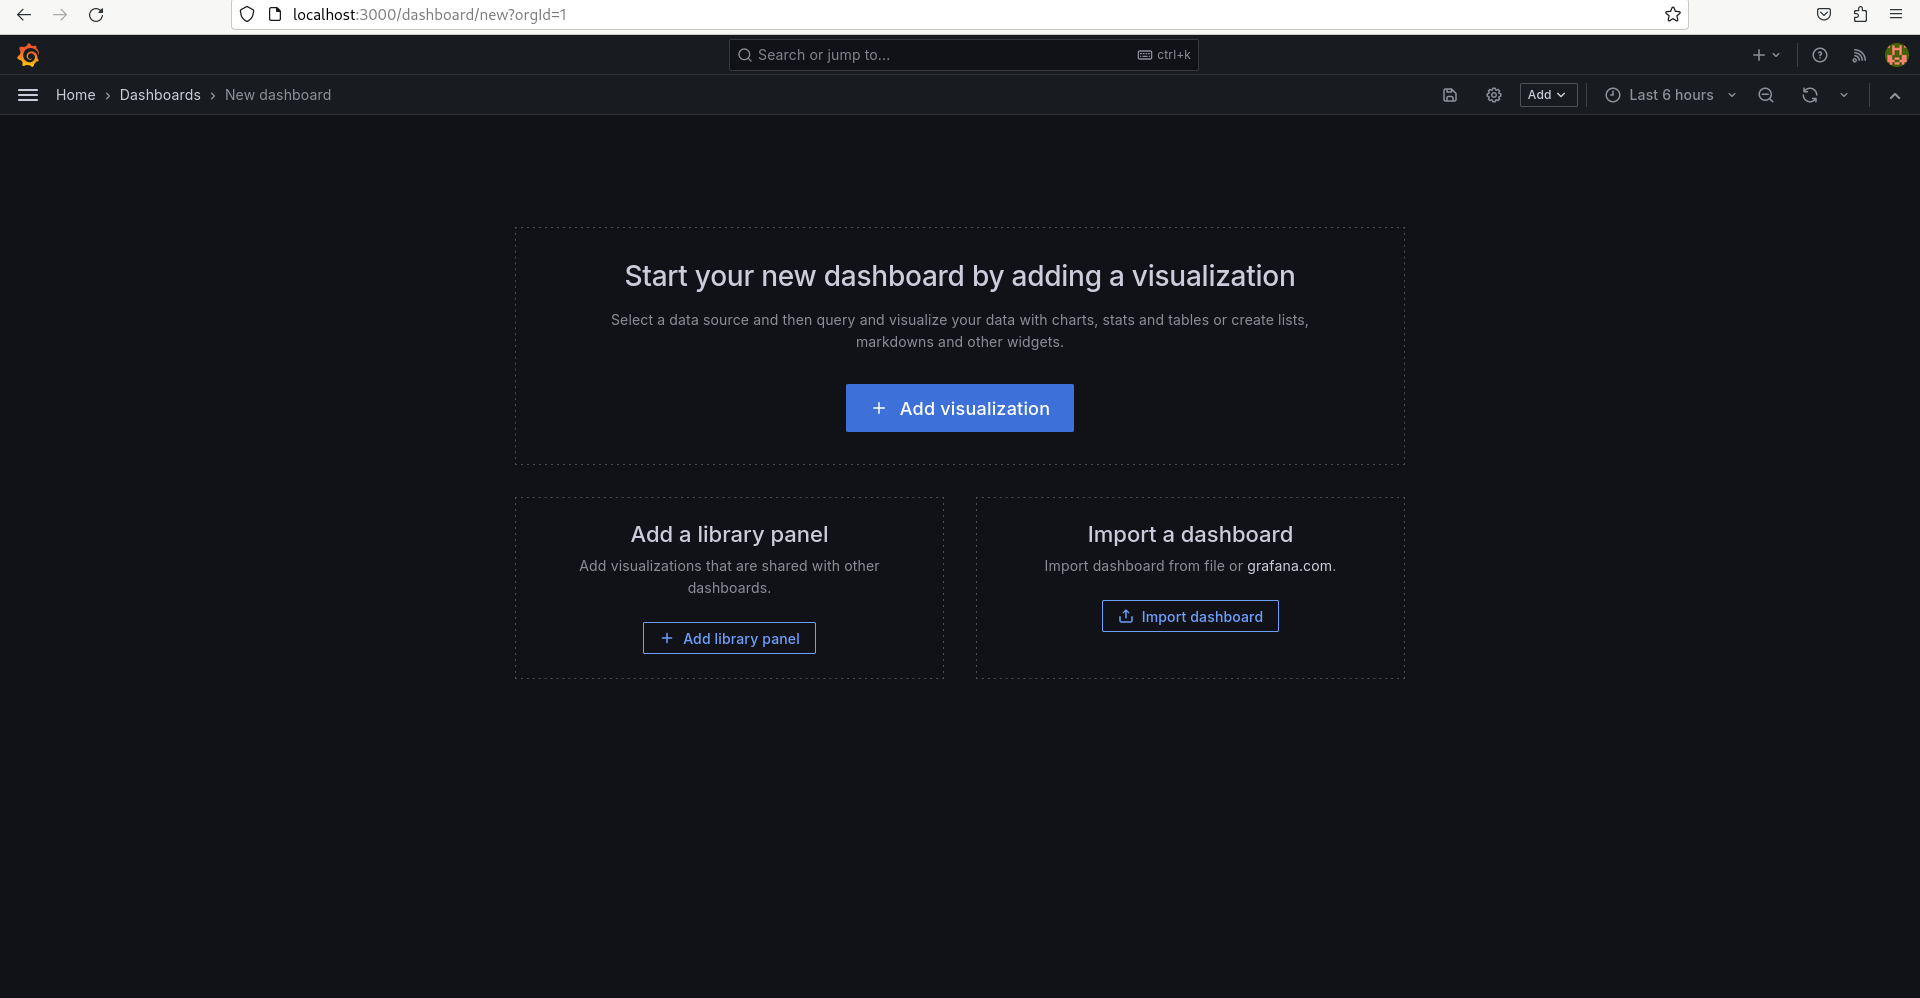 localhost:3000/dashboard/new?orgId=1
Search or jump to... ctrl+k
Home › Dashboards › New dashboard Add Last 6 hours
Start your new dashboard by adding a visualization
Select a data source and then query and visualize your data with charts, stats and tables or create lists,
markdowns and other widgets.
+ Add visualization
Add a library panel
Add visualizations that are shared with other
dashboards.
+ Add library panel
Import a dashboard
Import dashboard from file or grafana.com.
Import dashboard